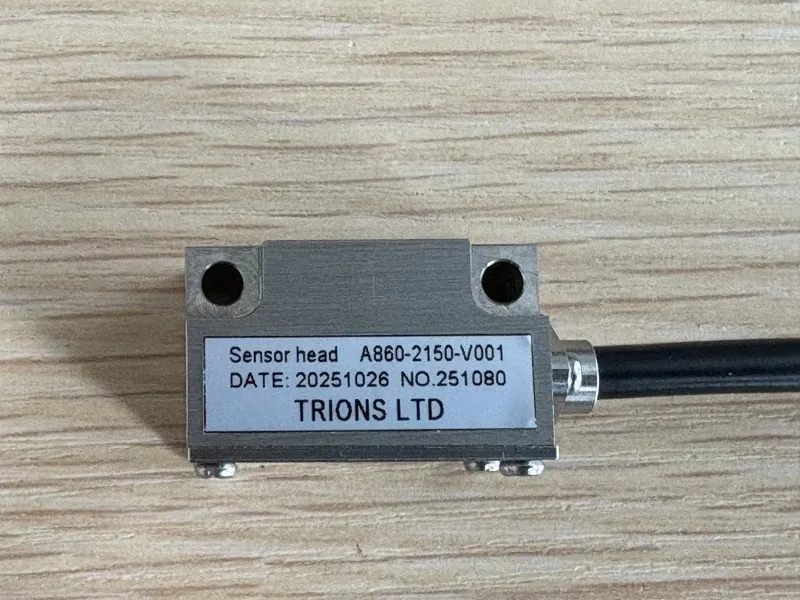 Sensor head A860-2150-V001
DATE: 20251026 NO.251080
TRIONS LTD